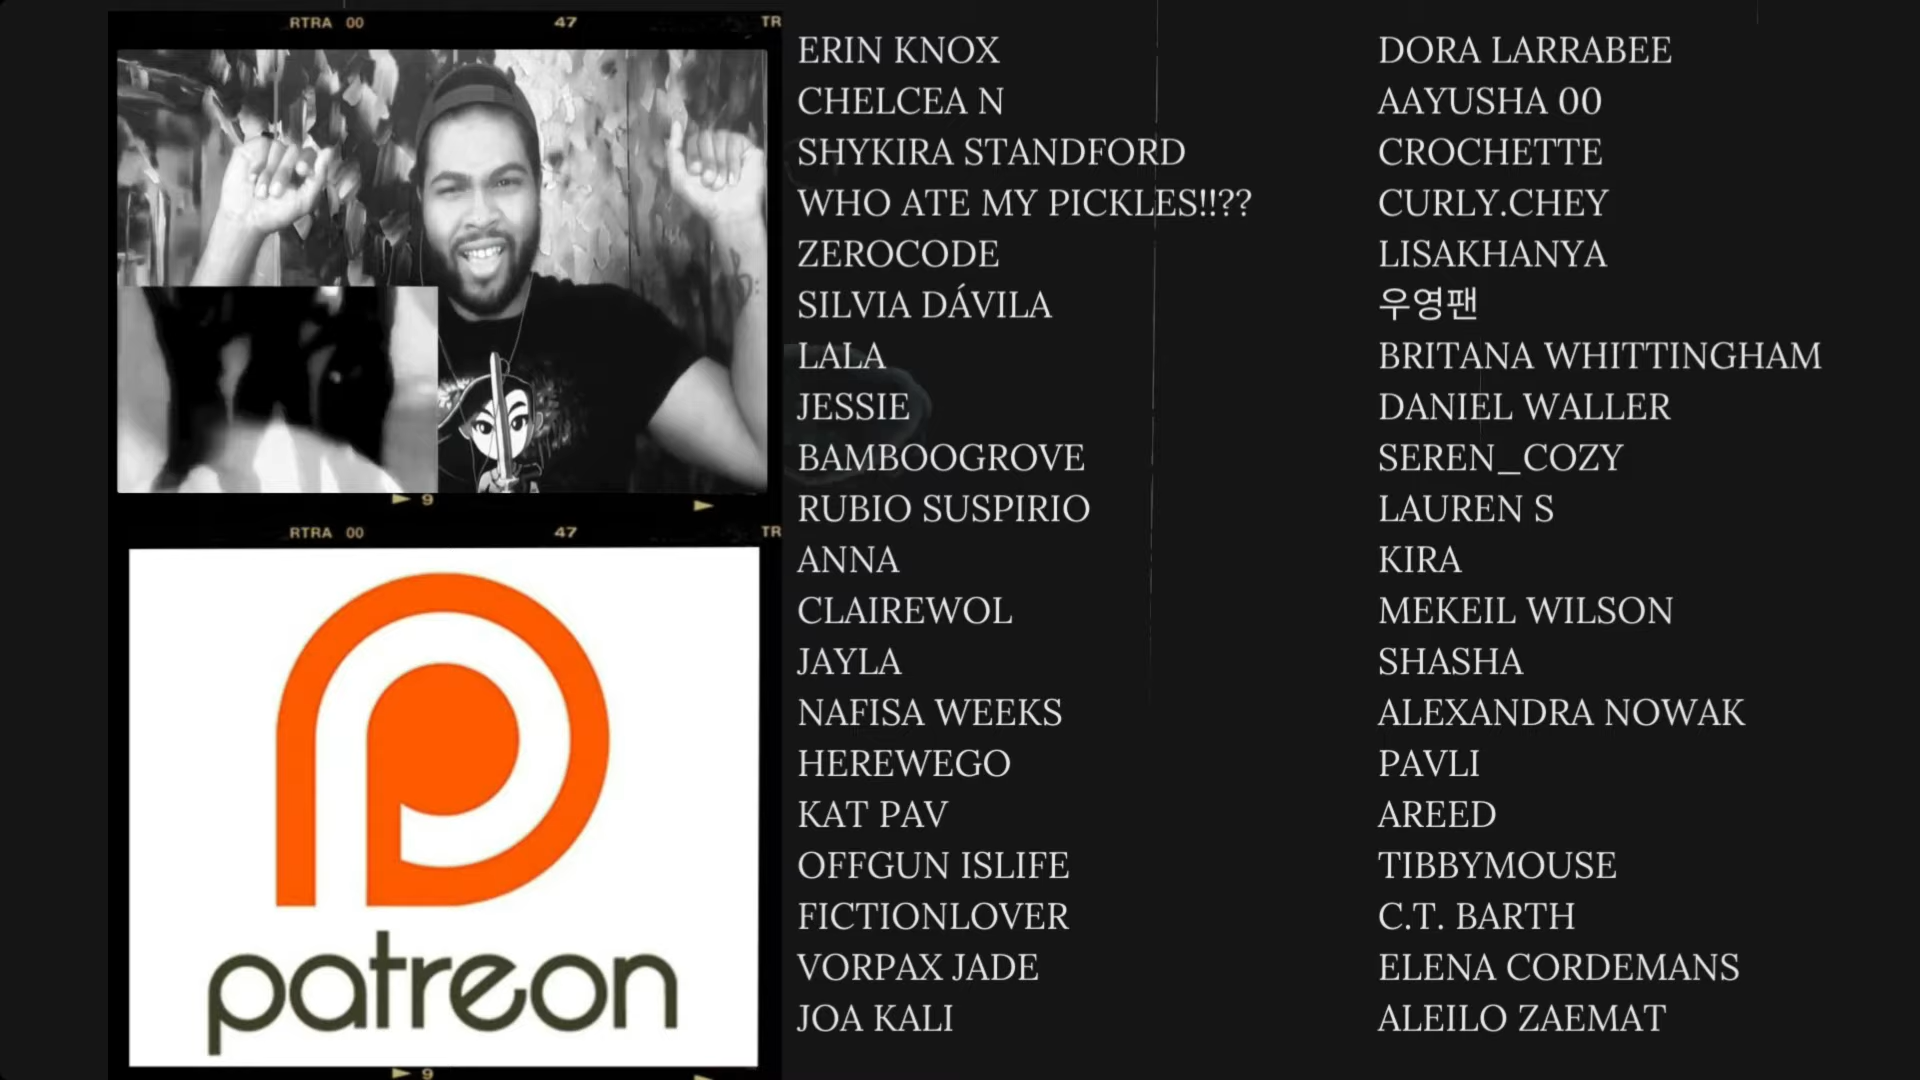 RTRA 00 47 TR
9
RTRA 00 47 TR
patreon
9
ERIN KNOX
CHELCEA N
SHYKIRA STANDFORD
WHO ATE MY PICKLES!!??
ZEROCODE
SILVIA DÁVILA
LALA
JESSIE
BAMBOOGROVE
RUBIO SUSPIRIO
ANNA
CLAIREWOL
JAYLA
NAFISA WEEKS
HEREWEGO
KAT PAV
OFFGUN ISLIFE
FICTIONLOVER
VORPAX JADE
JOA KALI
DORA LARRABEE
AAYUSHA 00
CROCHETTE
CURLY.CHEY
LISAKHANYA
우영팬
BRITANA WHITTINGHAM
DANIEL WALLER
SEREN_COZY
LAUREN S
KIRA
MEKEIL WILSON
SHASHA
ALEXANDRA NOWAK
PAVLI
AREED
TIBBYMOUSE
C.T. BARTH
ELENA CORDEMANS
ALEILO ZAEMAT